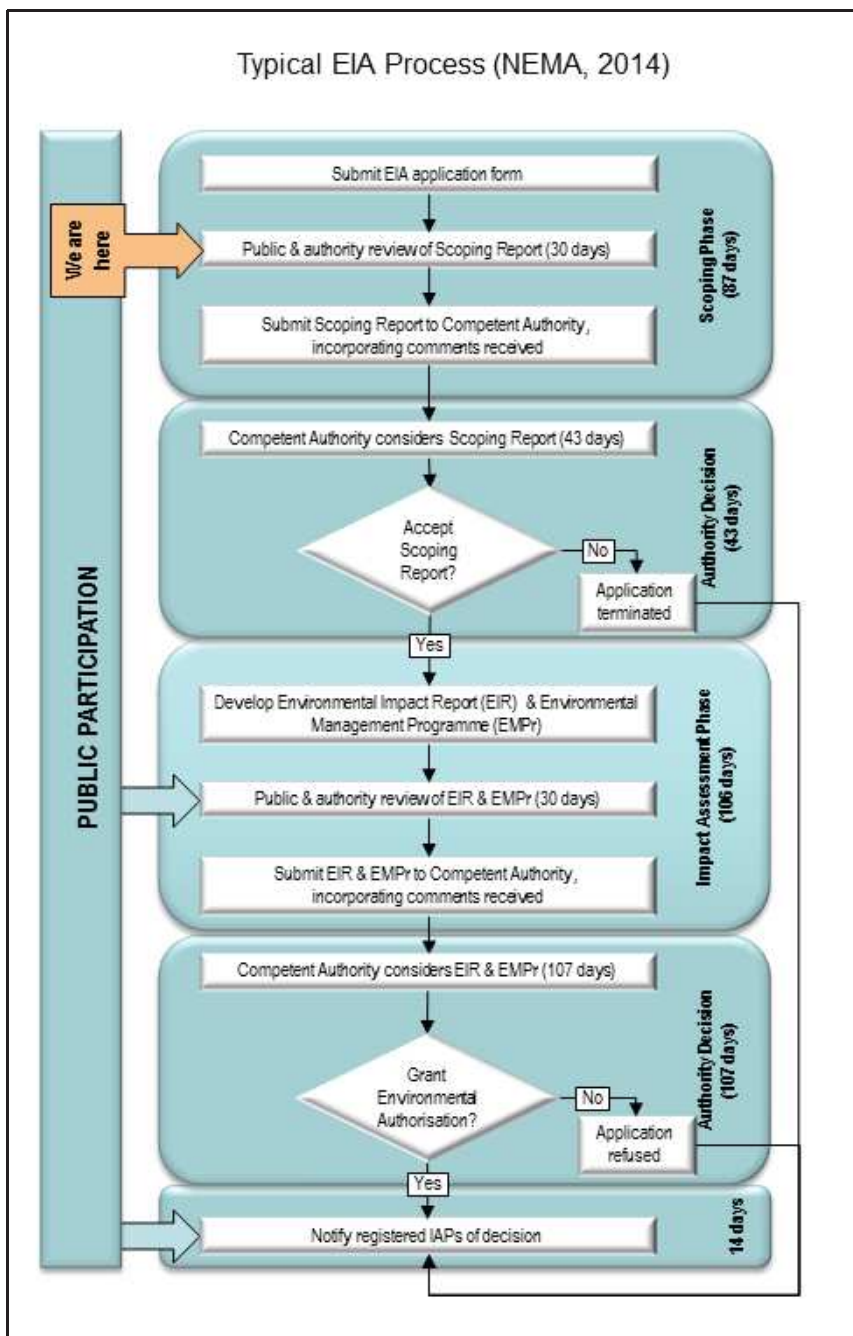 Typical EIA Process (NEMA, 2014)
PUBLIC PARTICIPATION
We are
here
Submit EIA application form
Public & authority review of Scoping Report (30 days)
Submit Scoping Report to Competent Authority,
incorporating comments received
Scoping Phase
(87 days)
Competent Authority considers Scoping Report (43 days)
Accept
Scoping
Report?
No
Application
terminated
Yes
Authority Decision
(43 days)
Develop Environmental Impact Report (EIR) & Environmental
Management Programme (EMPr)
Public & authority review of EIR & EMPr (30 days)
Submit EIR & EMPr to Competent Authority,
incorporating comments received
Impact Assessment Phase
(106 days)
Competent Authority considers EIR & EMPr (107 days)
Grant
Environmental
Authorisation?
No
Application
refused
Yes
Authority Decision
(107 days)
Notify registered IAPs of decision
14 days